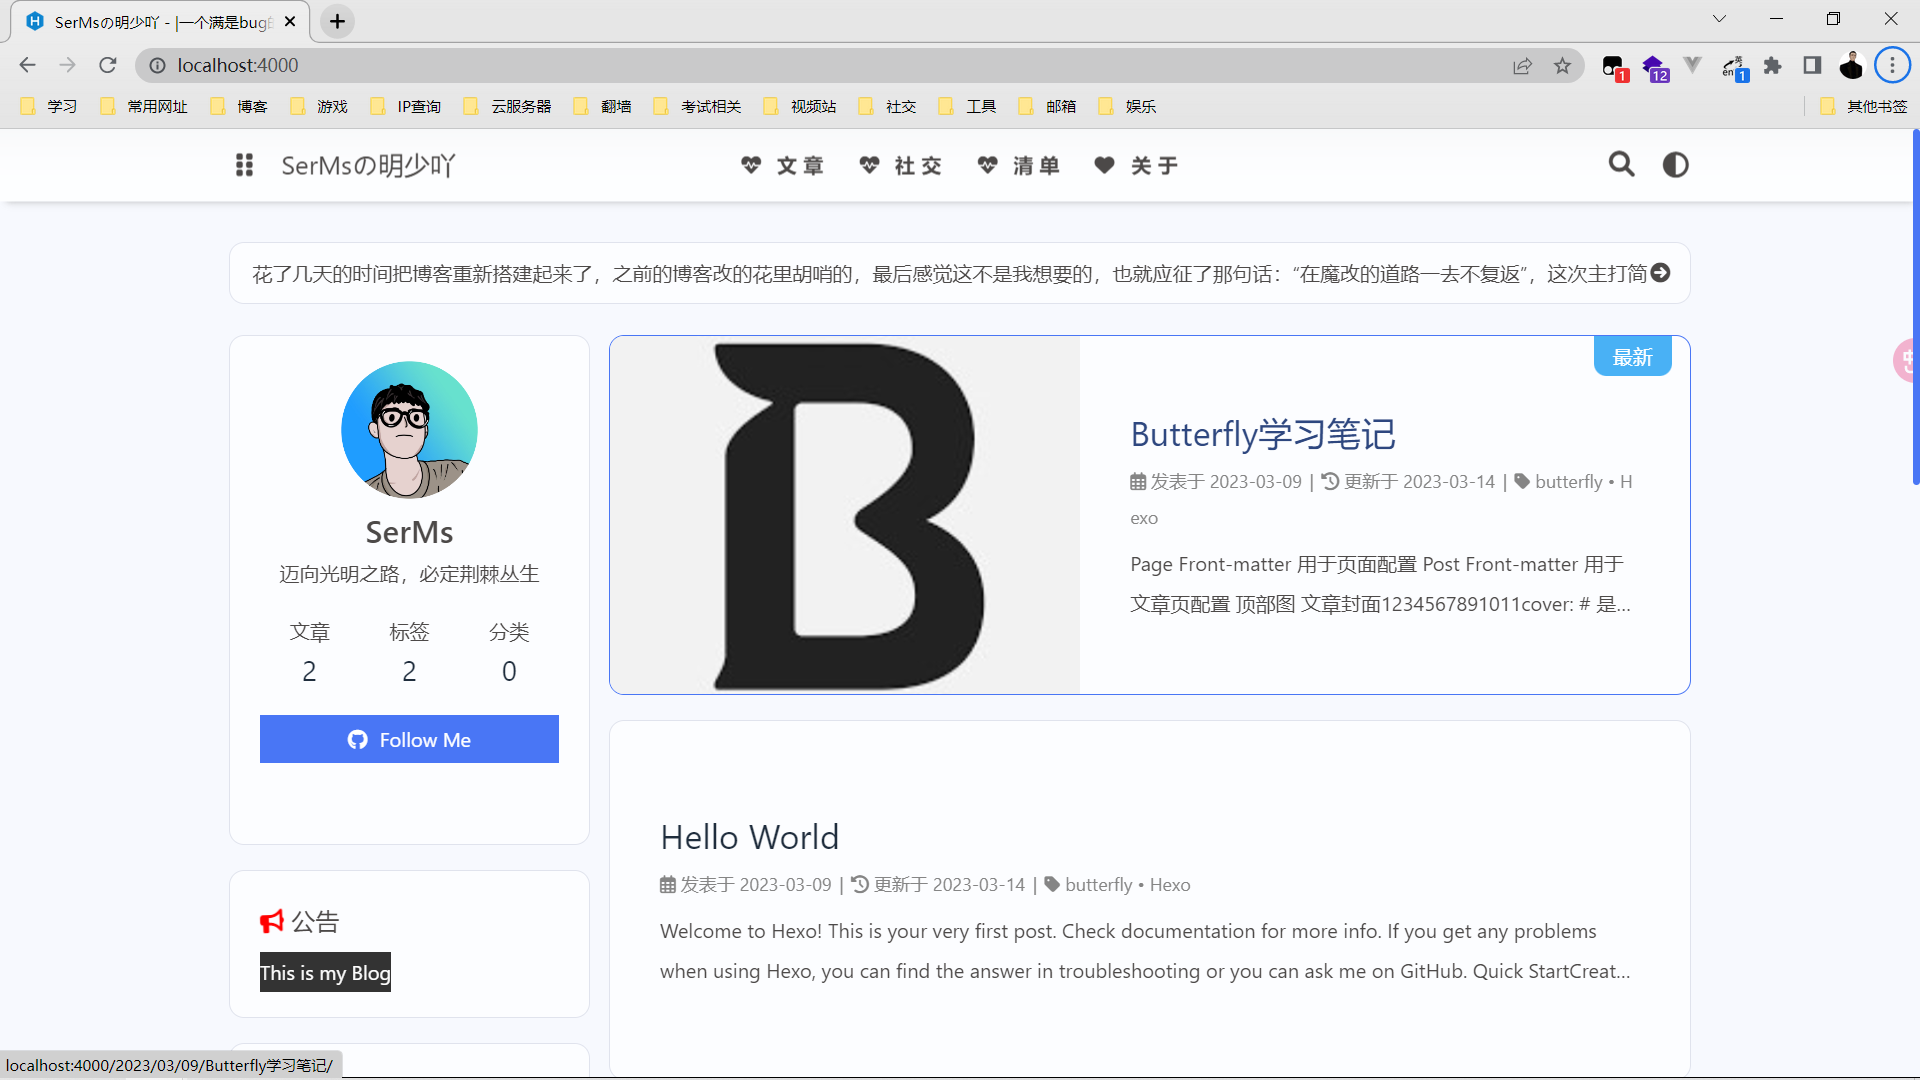 SerMsの明少吖 - |一个满是bug
localhost:4000
1
12
英
en
1
学习
常用网址
博客
游戏
IP查询
云服务器
翻墙
考试相关
视频站
社交
工具
邮箱
娱乐
其他书签
SerMsの明少吖
文章
社交
清单
关于
花了几天的时间把博客重新搭建起来了，之前的博客改的花里胡哨的，最后感觉这不是我想要的，也就应征了那句话：“在魔改的道路一去不复返”，这次主打简
SerMs
迈向光明之路，必定荆棘丛生
文章 标签 分类
2 2 0
Follow Me
公告
This is my Blog
最新
Butterfly学习笔记
发表于 2023-03-09 | 更新于 2023-03-14 | butterfly • H
exo
Page Front-matter 用于页面配置 Post Front-matter 用于
文章页配置 顶部图 文章封面1234567891011cover: # 是...
Hello World
发表于 2023-03-09 | 更新于 2023-03-14 | butterfly • Hexo
Welcome to Hexo! This is your very first post. Check documentation for more info. If you get any problems
when using Hexo, you can find the answer in troubleshooting or you can ask me on GitHub. Quick StartCreat...
localhost:4000/2023/03/09/Butterfly学习笔记/